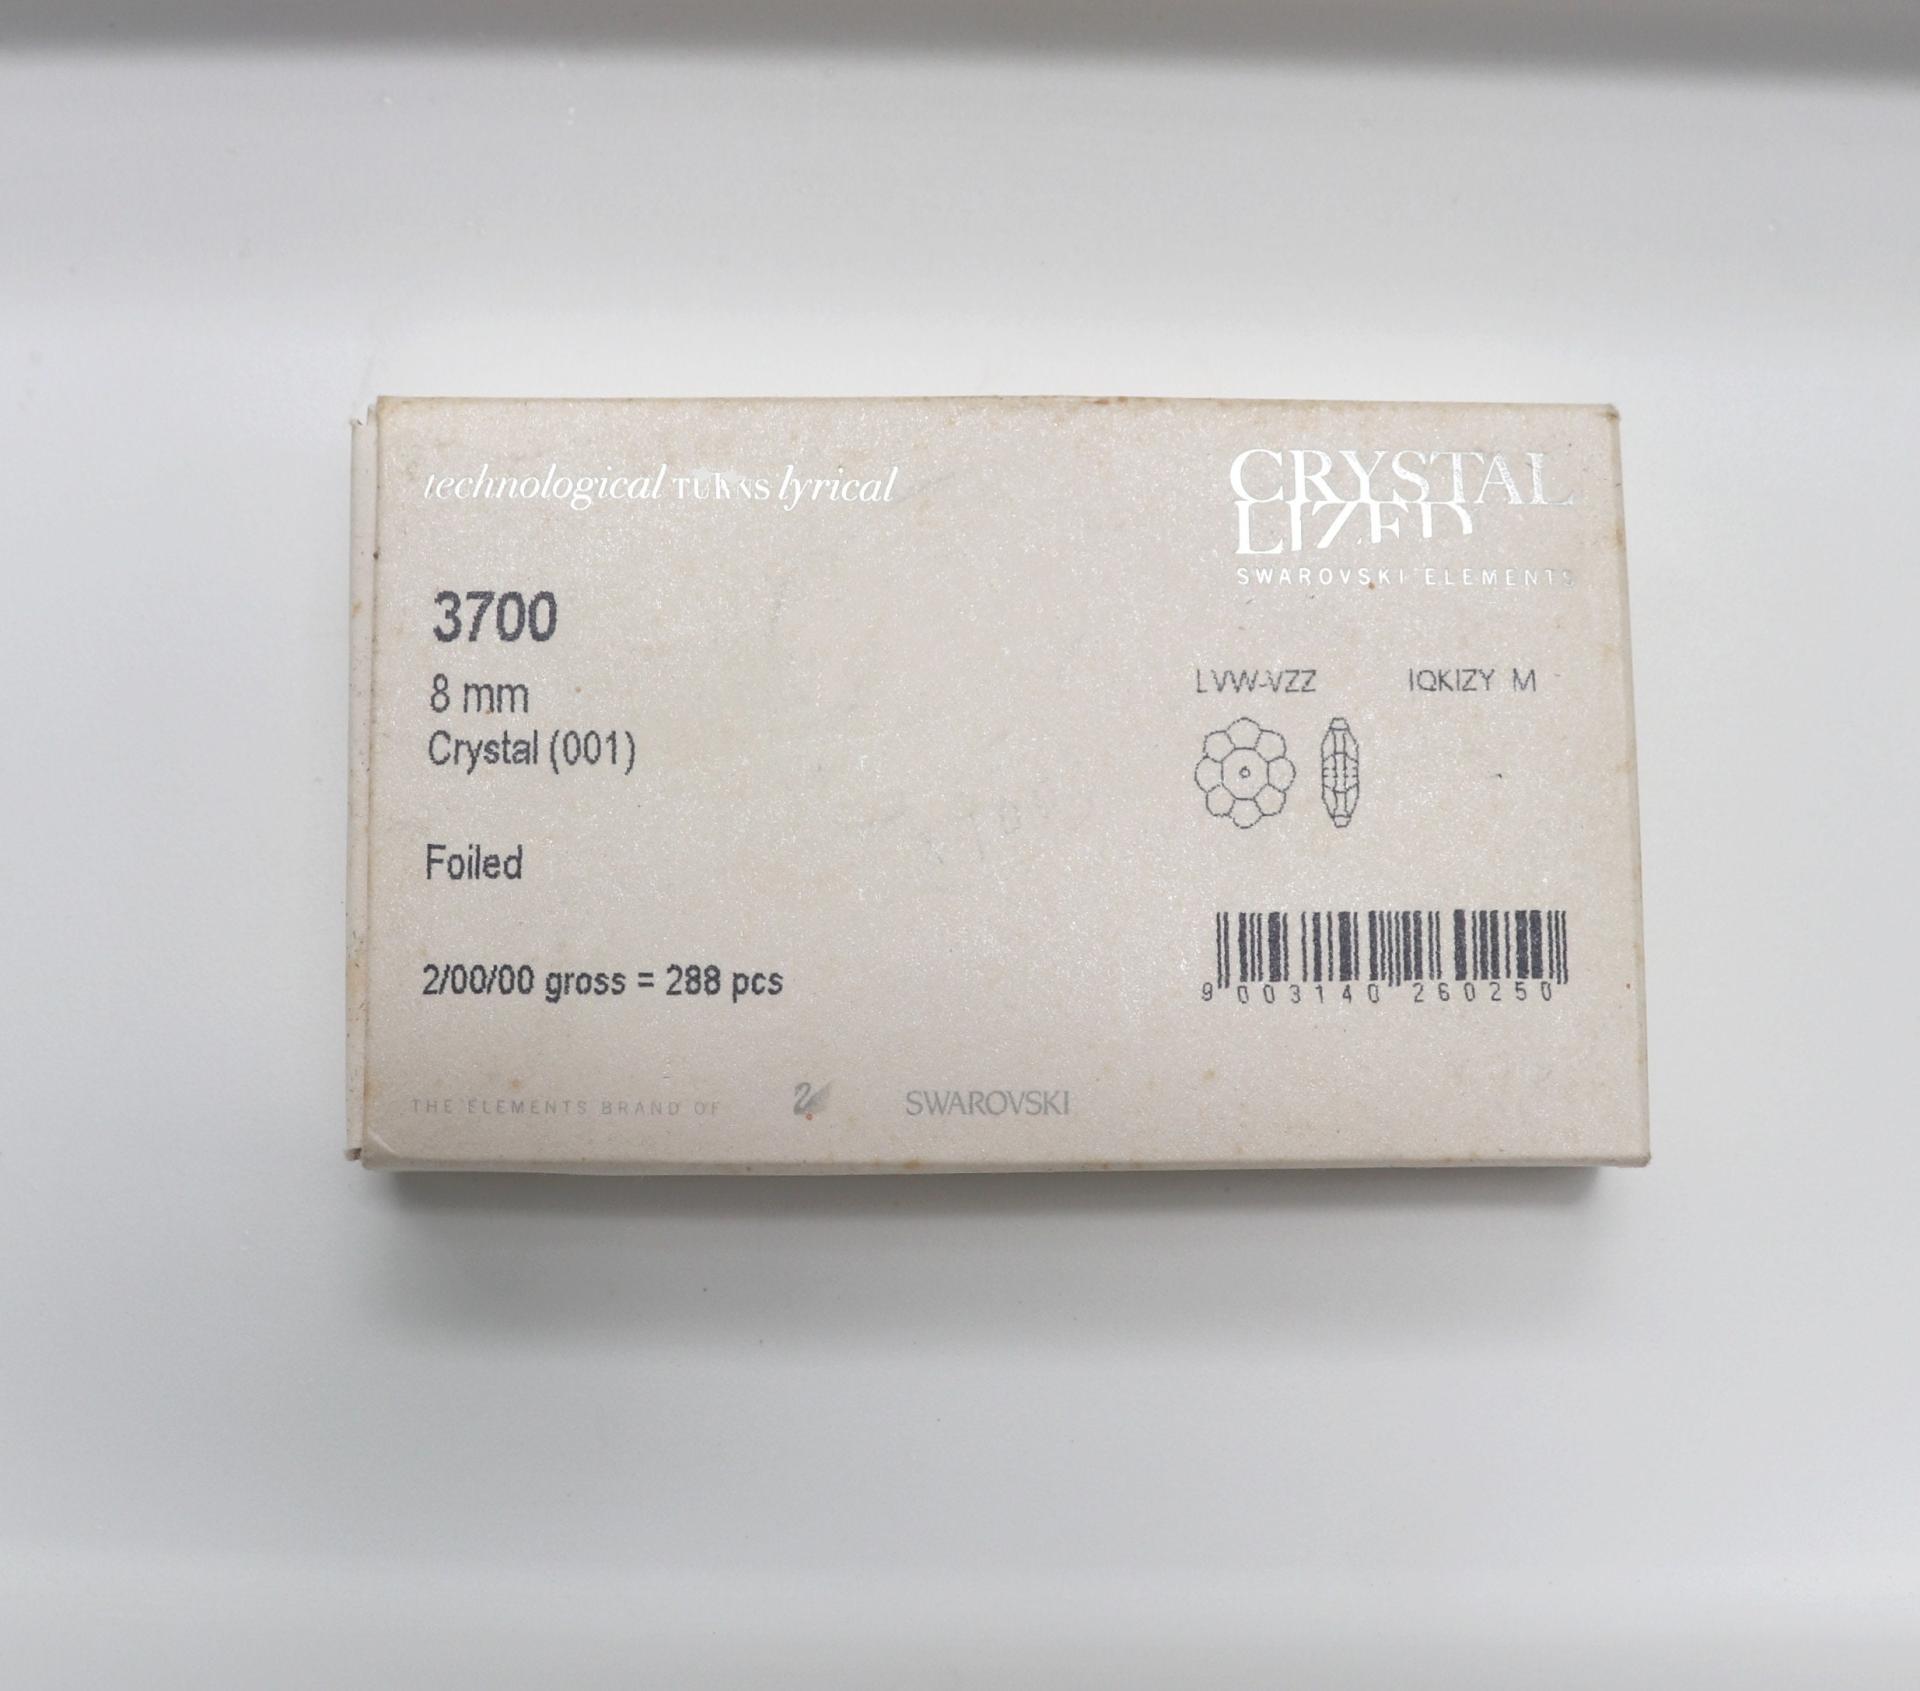 technological TURNS lyrical
CRYSTAL
LIZED
SWAROVSKI ELEMENTS
3700
8 mm
Crystal (001)
LVW-VZZ IQKIZY M
Foiled
2/00/00 gross = 288 pcs
9 003140 260250
THE ELEMENTS BRAND OF SWAROVSKI